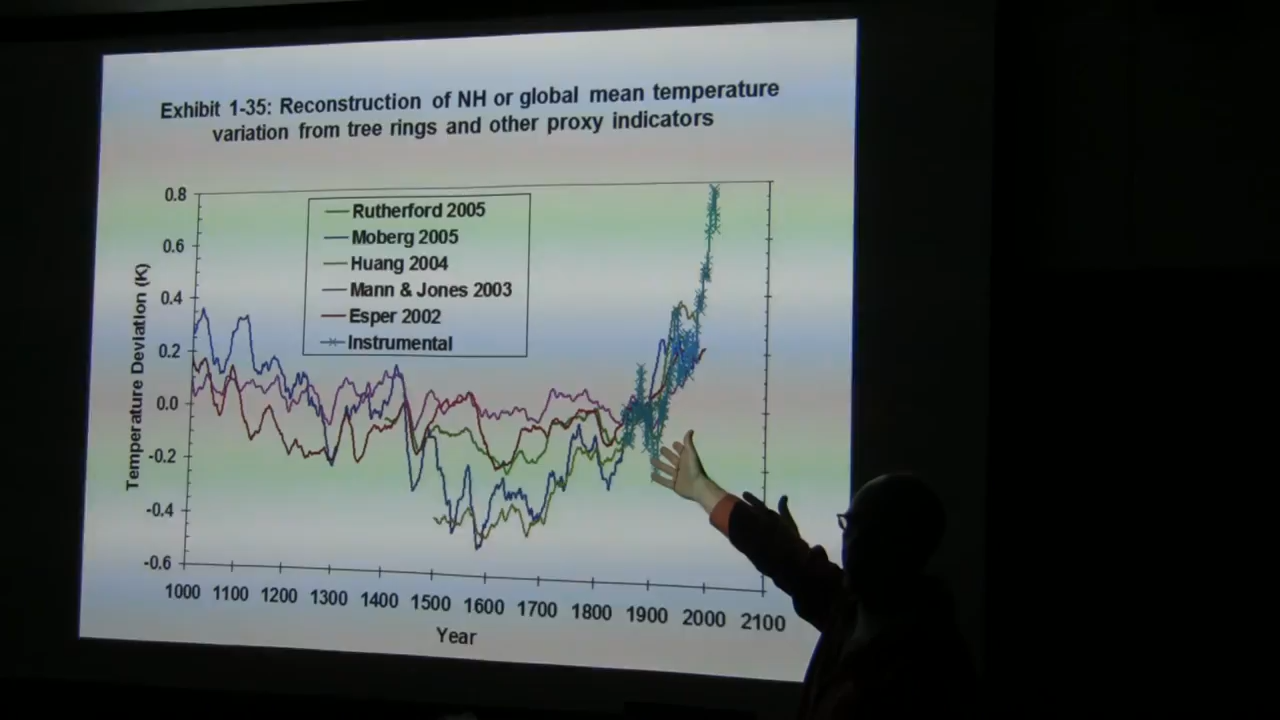 Exhibit 1-35: Reconstruction of NH or global mean temperature
variation from tree rings and other proxy indicators
0.8
0.6
0.4
0.2
0.0
-0.2
-0.4
-0.6
Temperature Deviation (K)
Rutherford 2005
Moberg 2005
Huang 2004
Mann & Jones 2003
Esper 2002
Instrumental
1000 1100 1200 1300 1400 1500 1600 1700 1800 1900 2000 2100
Year